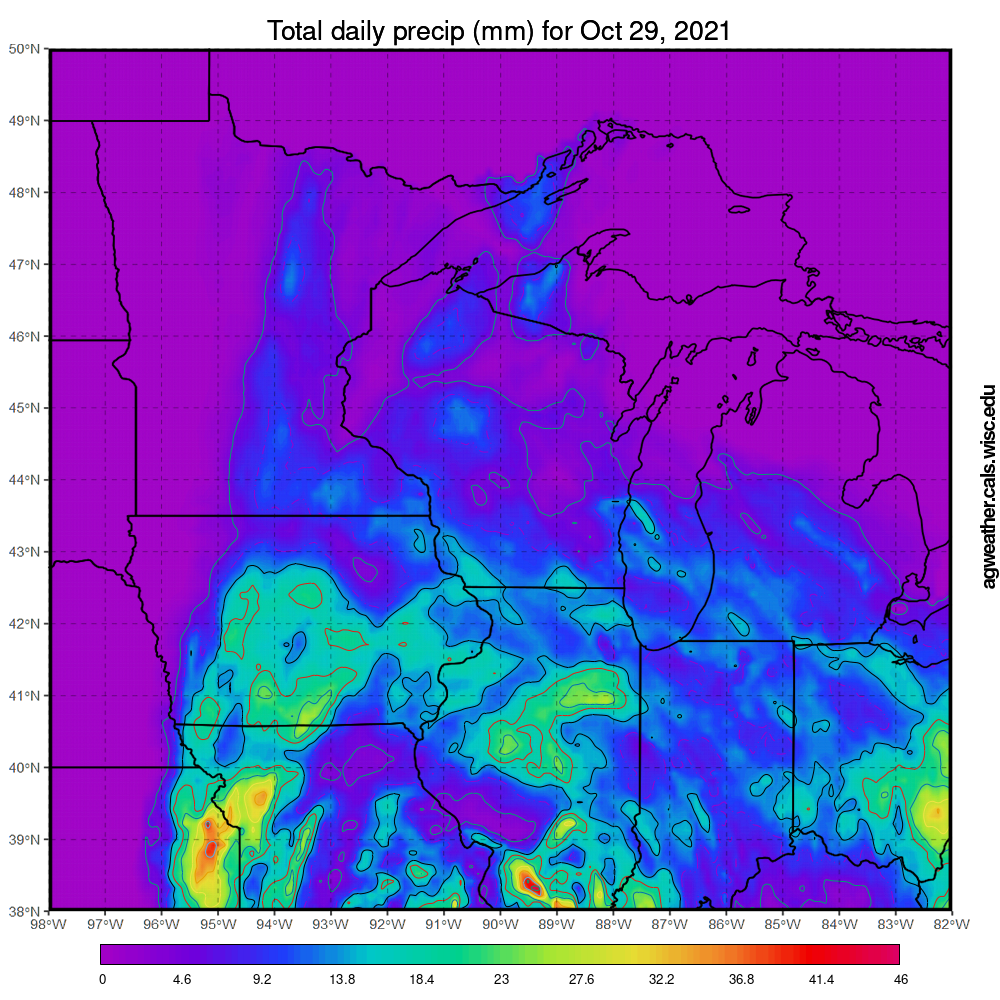 Total daily precip (mm) for Oct 29, 2021
50°N
49°N
48°N
47°N
46°N
45°N
44°N
43°N
42°N
41°N
40°N
39°N
38°N
98°W 97°W 96°W 95°W 94°W 93°W 92°W 91°W 90°W 89°W 88°W 87°W 86°W 85°W 84°W 83°W 82°W
agweather.cals.wisc.edu
0 4.6 9.2 13.8 18.4 23 27.6 32.2 36.8 41.4 46